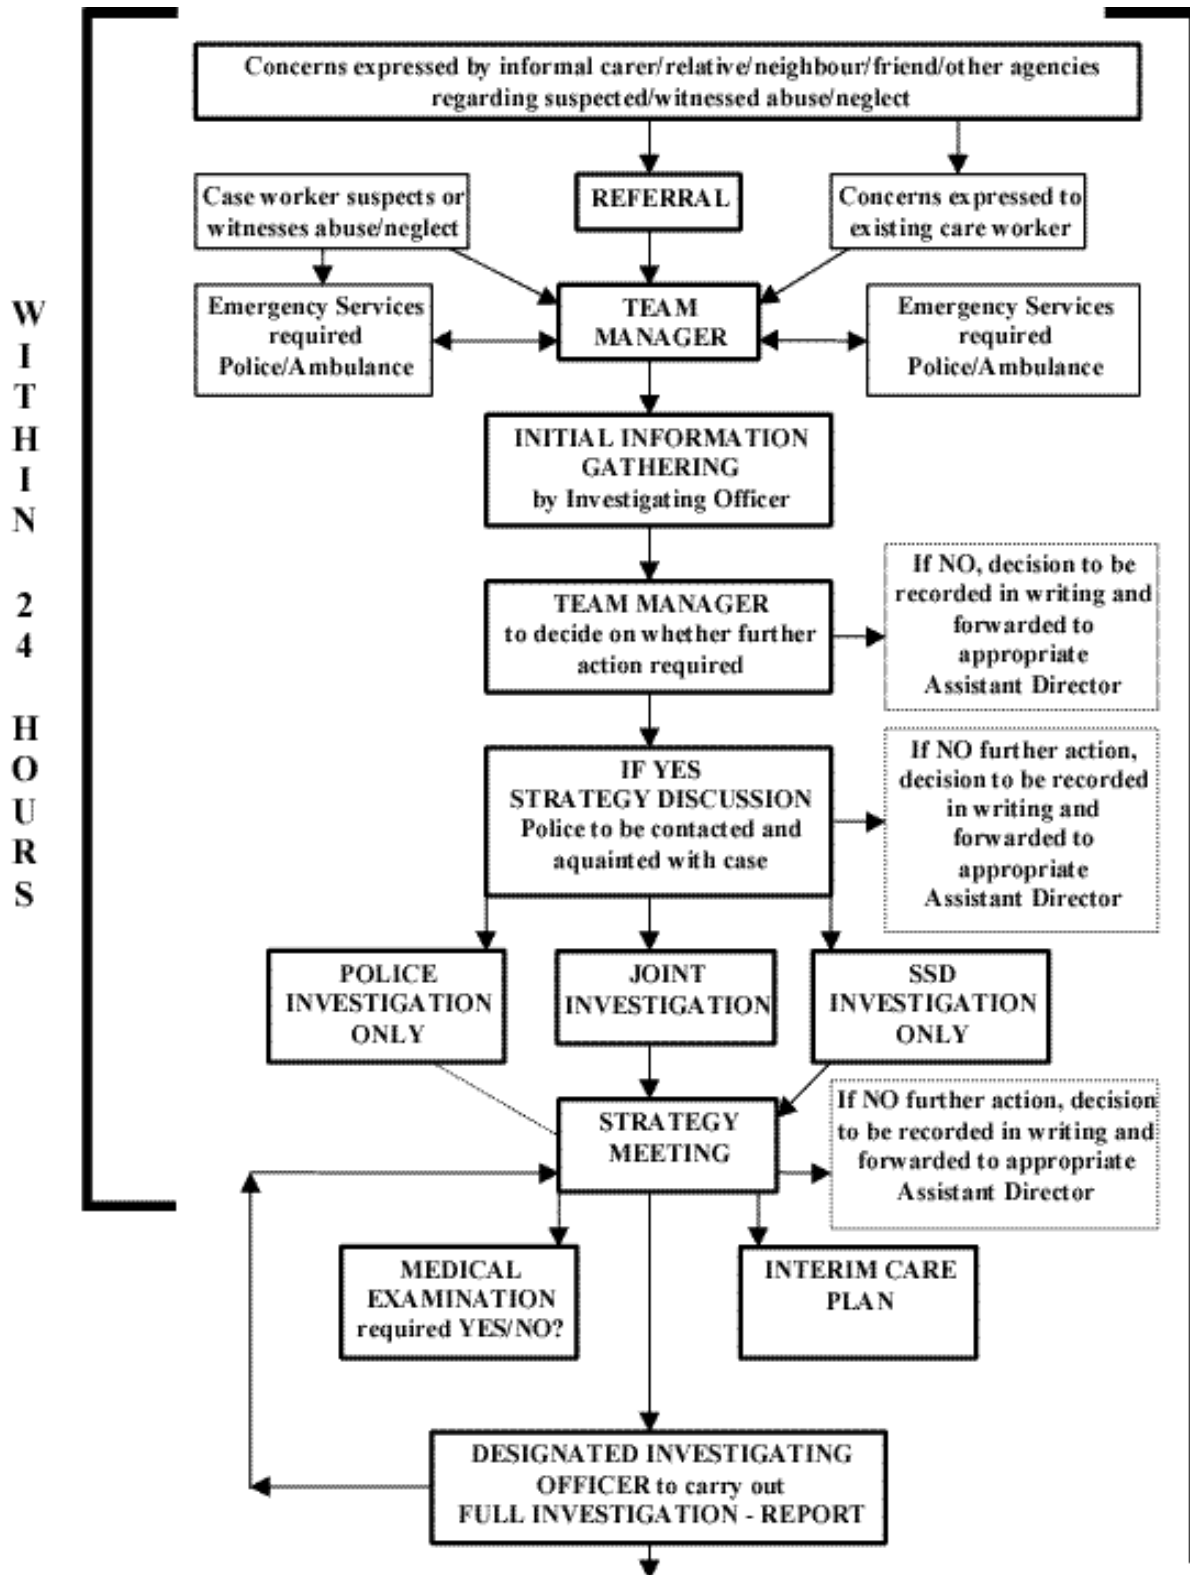 Concerns expressed by informal carer/relative/neighbour/friend/other agencies
regarding suspected/witnessed abuse/neglect
Case worker suspects or
witnesses abuse/neglect
REFERRAL
Concerns expressed to
existing care worker
Emergency Services
required
Police/Ambulance
TEAM
MANAGER
Emergency Services
required
Police/Ambulance
WITHIN 24 HOURS
INITIAL INFORMATION
GATHERING
by Investigating Officer
TEAM MANAGER
to decide on whether further
action required
If NO, decision to be
recorded in writing and
forwarded to
appropriate
Assistant Director
IF YES
STRATEGY DISCUSSION
Police to be contacted and
aquainted with case
If NO further action,
decision to be recorded
in writing and
forwarded to
appropriate
Assistant Director
POLICE
INVESTIGATION
ONLY
JOINT
INVESTIGATION
SSD
INVESTIGATION
ONLY
STRATEGY
MEETING
If NO further action, decision
to be recorded in writing and
forwarded to appropriate
Assistant Director
MEDICAL
EXAMINATION
required YES/NO?
INTERIM CARE
PLAN
DESIGNATED INVESTIGATING
OFFICER to carry out
FULL INVESTIGATION - REPORT